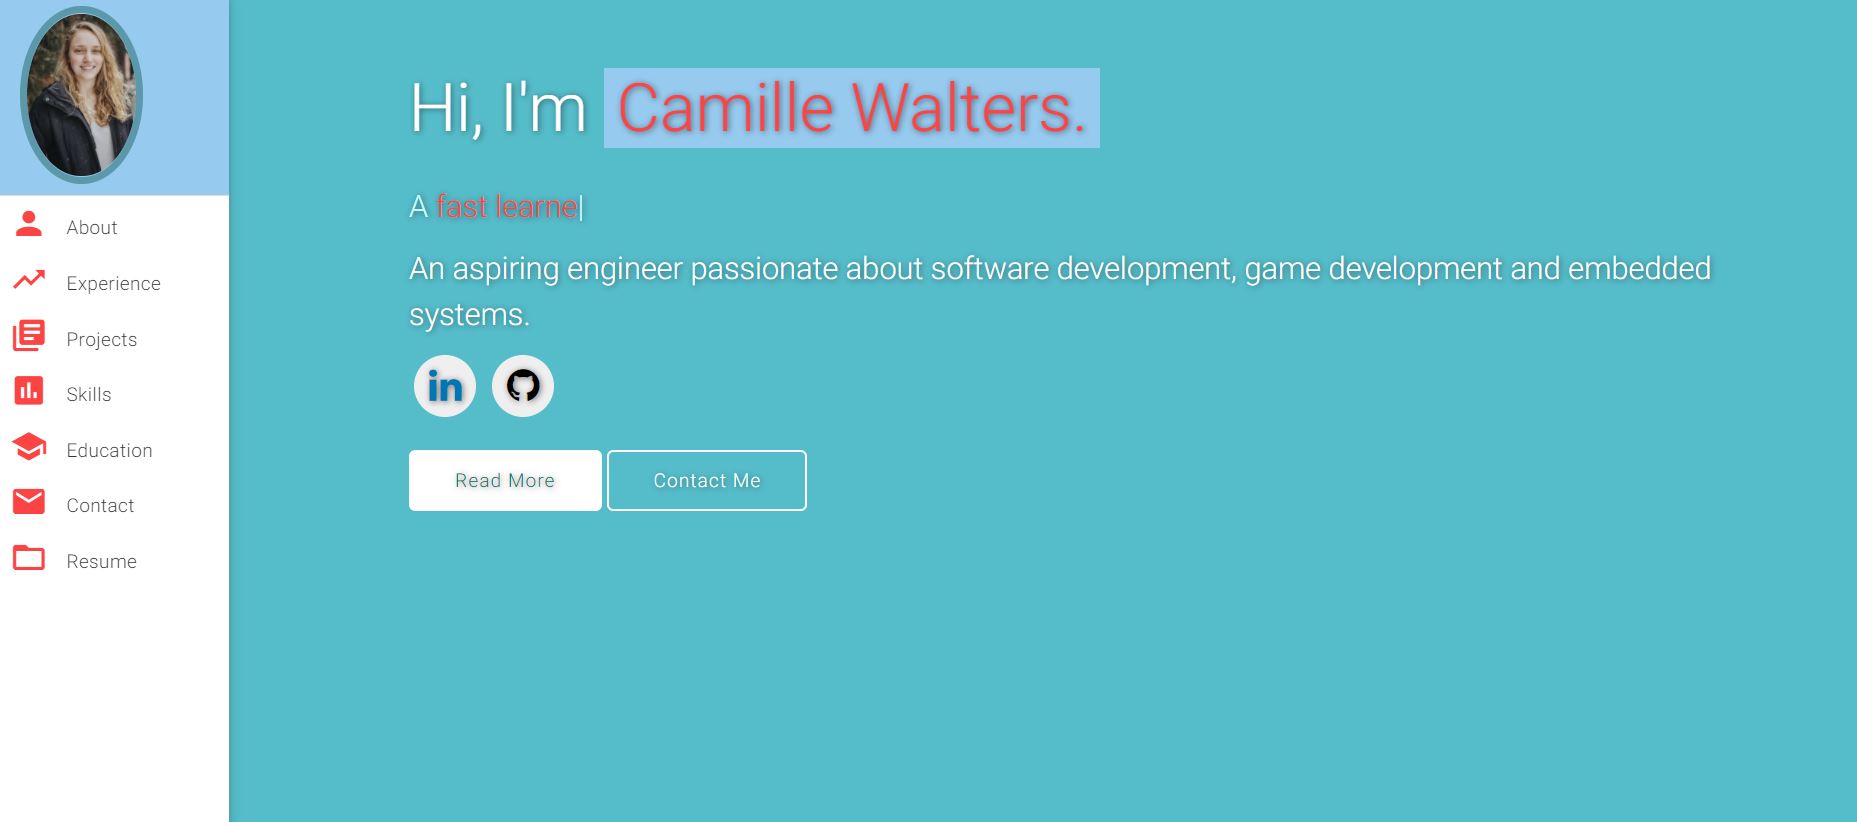 Hi, I'm Camille Walters.
A fast learne|
An aspiring engineer passionate about software development, game development and embedded
systems.
in
Read More
Contact Me
About
Experience
Projects
Skills
Education
Contact
Resume